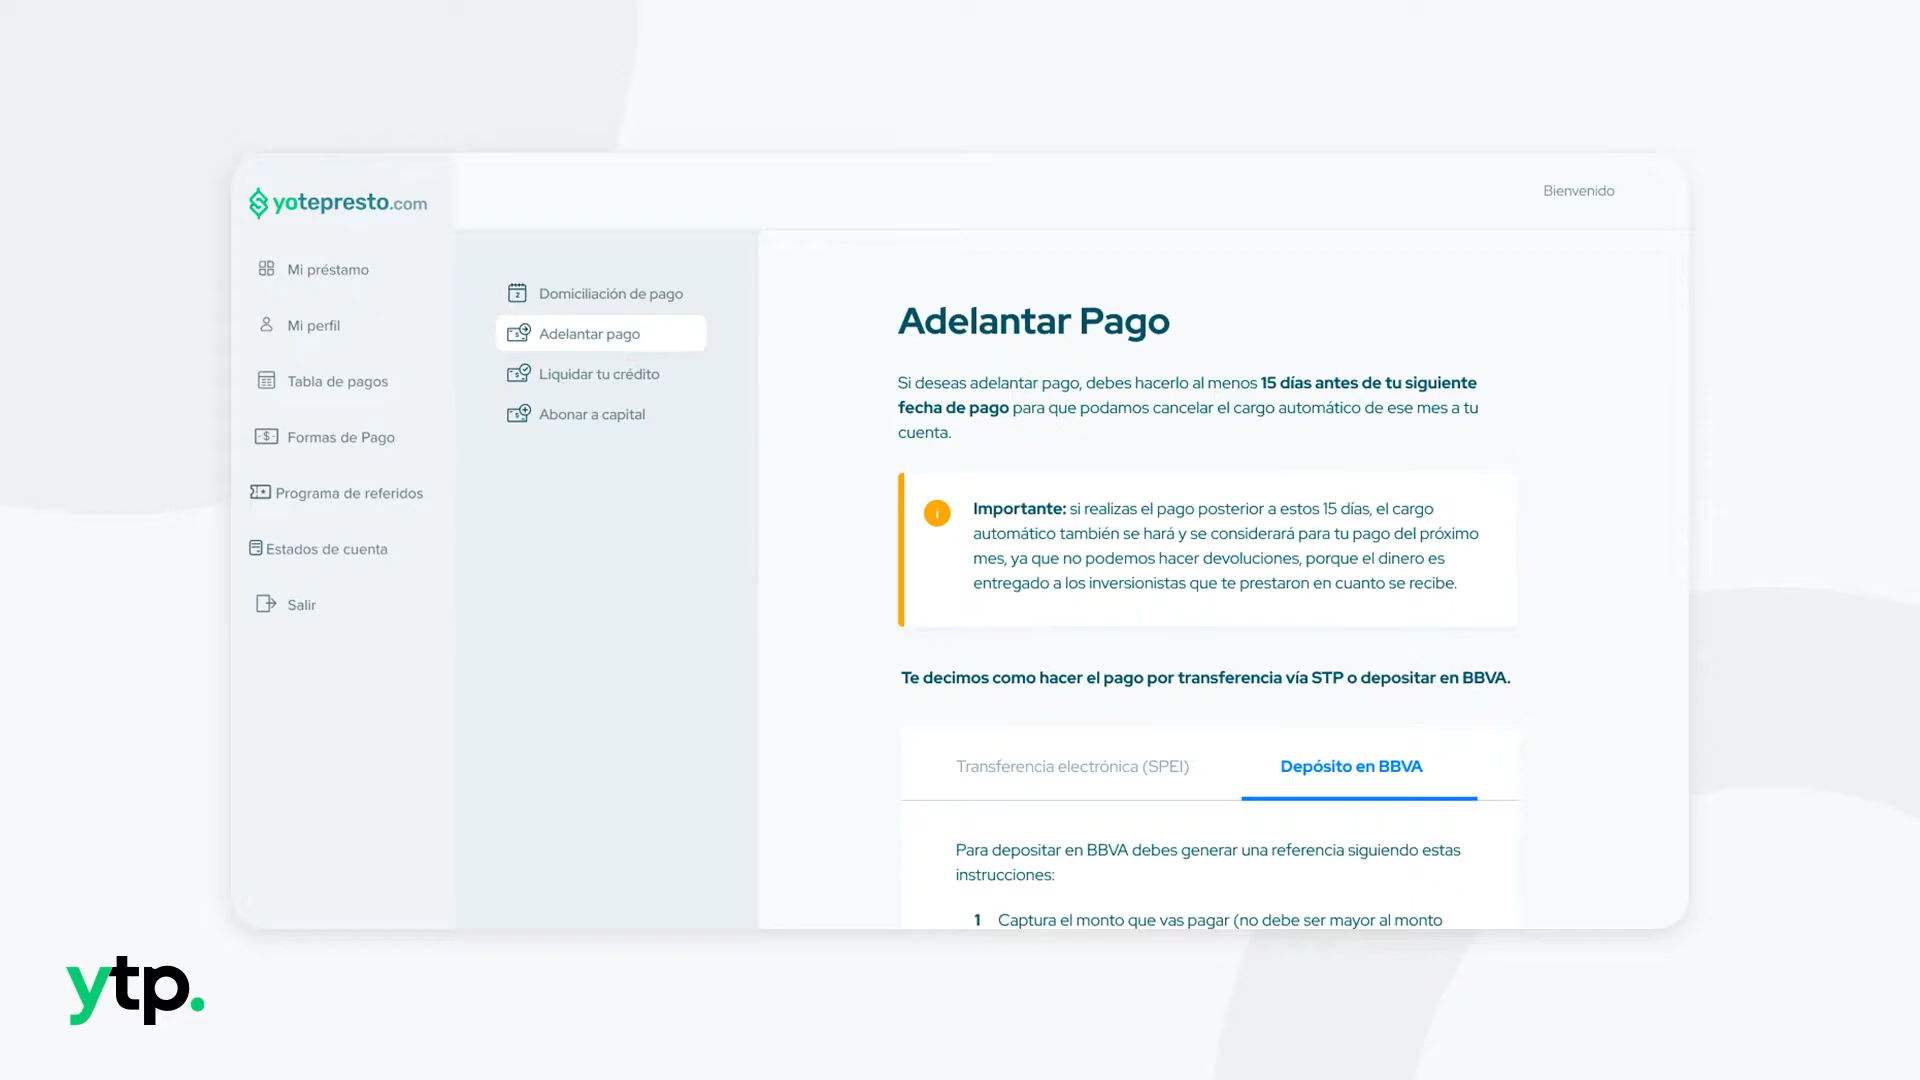 yotepresto.com
Bienvenido
Mi préstamo
Mi perfil
Tabla de pagos
Formas de Pago
Programa de referidos
Estados de cuenta
Salir
Domiciliación de pago
Adelantar pago
Liquidar tu crédito
Abonar a capital
Adelantar Pago
Si deseas adelantar pago, debes hacerlo al menos 15 días antes de tu siguiente
fecha de pago para que podamos cancelar el cargo automático de ese mes a tu
cuenta.
Importante: si realizas el pago posterior a estos 15 días, el cargo
automático también se hará y se considerará para tu pago del próximo
mes, ya que no podemos hacer devoluciones, porque el dinero es
entregado a los inversionistas que te prestaron en cuanto se recibe.
Te decimos como hacer el pago por transferencia vía STP o depositar en BBVA.
Transferencia electrónica (SPEI)
Depósito en BBVA
Para depositar en BBVA debes generar una referencia siguiendo estas
instrucciones:
1 Captura el monto que vas pagar (no debe ser mayor al monto
ytp.